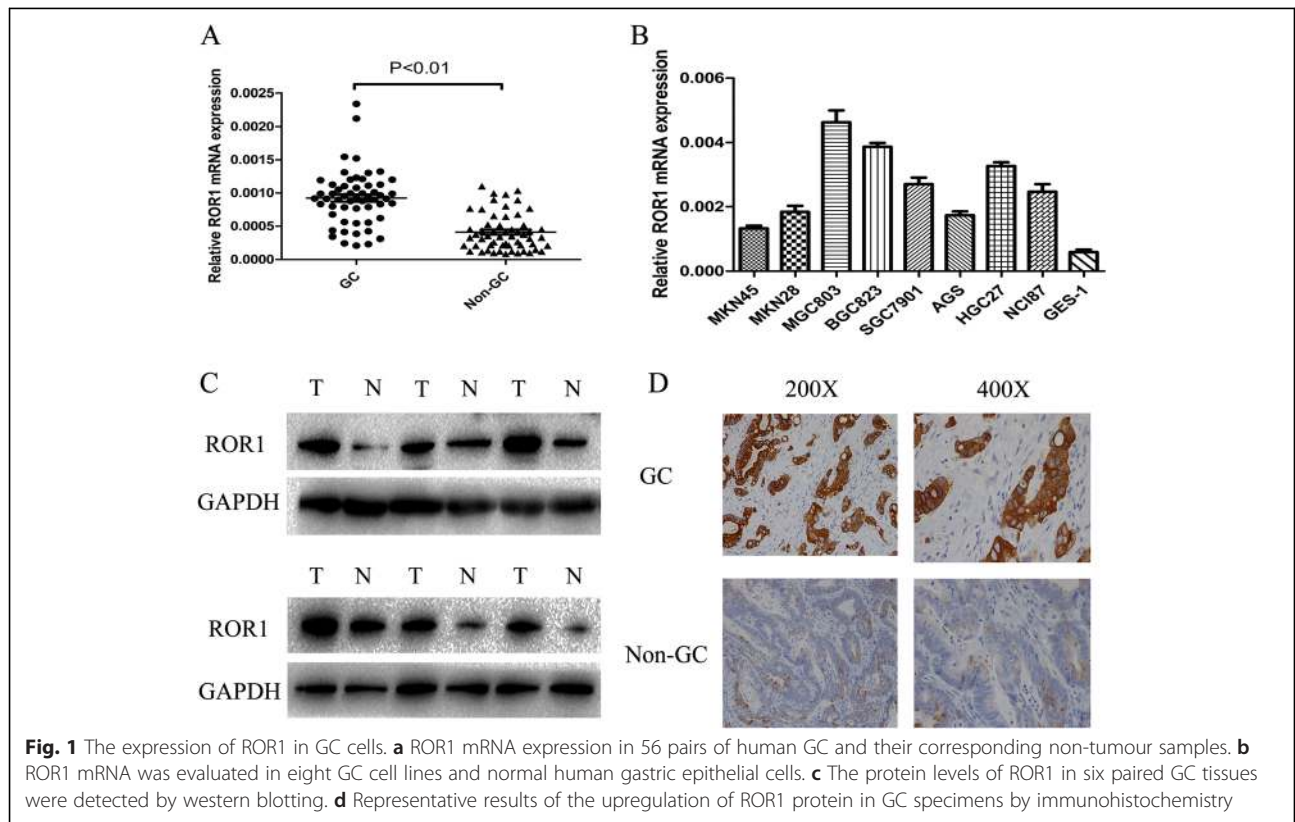 A
P<0.01
Relative ROR1 mRNA expression
0.0025
0.0020
0.0015
0.0010
0.0005
0.0000
GC
Non-GC
B
Relative ROR1 mRNA expression
0.006
0.004
0.002
0.000
MKN45
MKN28
MGC803
BGC823
SGC7901
AGS
HGC27
NCI87
GES-1
C
T N T N T N
ROR1
GAPDH
T N T N T N
ROR1
GAPDH
D
200X 400X
GC
Non-GC
Fig. 1 The expression of ROR1 in GC cells. a ROR1 mRNA expression in 56 pairs of human GC and their corresponding non-tumour samples. b
ROR1 mRNA was evaluated in eight GC cell lines and normal human gastric epithelial cells. c The protein levels of ROR1 in six paired GC tissues
were detected by western blotting. d Representative results of the upregulation of ROR1 protein in GC specimens by immunohistochemistry